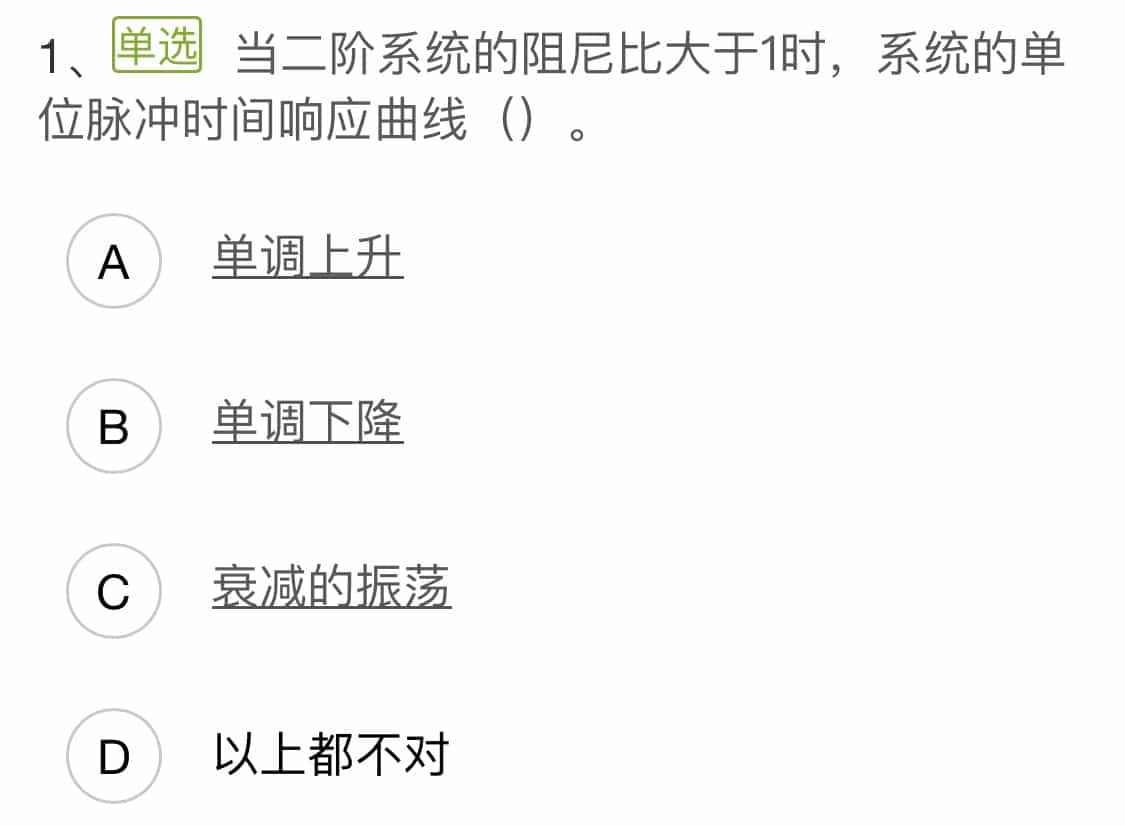 1、单选 当二阶系统的阻尼比大于1时，系统的单
位脉冲时间响应曲线（）。
A 单调上升
B 单调下降
C 衰减的振荡
D 以上都不对